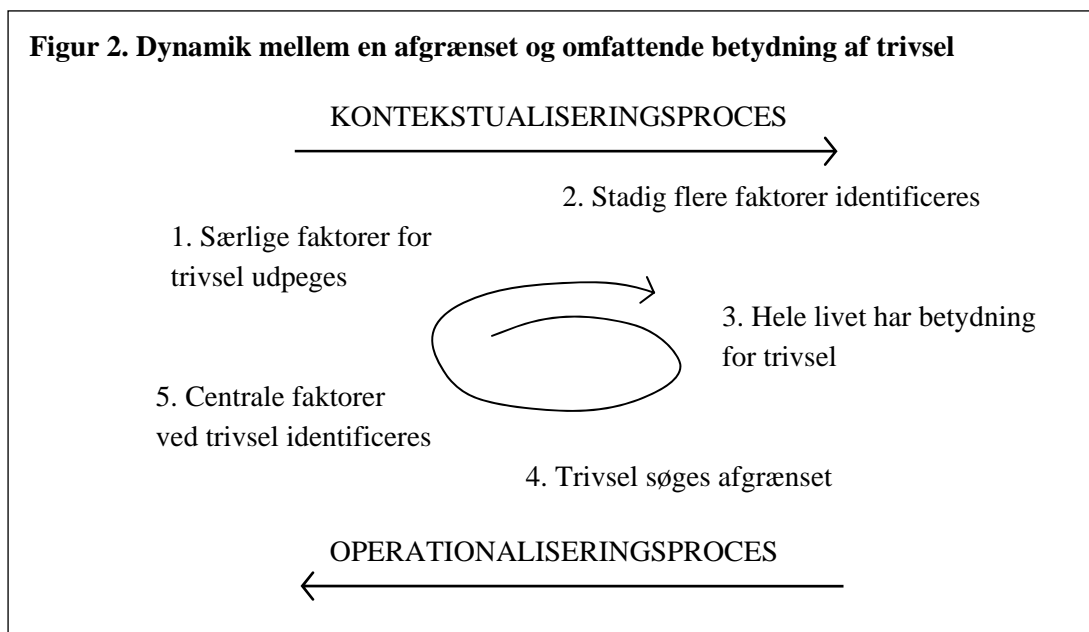 Figur 2. Dynamik mellem en afgrænset og omfattende betydning af trivsel
KONTEKSTUALISERINGSPROCES
2. Stadig flere faktorer identificeres
1. Særlige faktorer for
trivsel udpeges
3. Hele livet har betydning
for trivsel
5. Centrale faktorer
ved trivsel identificeres
4. Trivsel søges afgrænset
OPERATIONALISERINGSPROCES